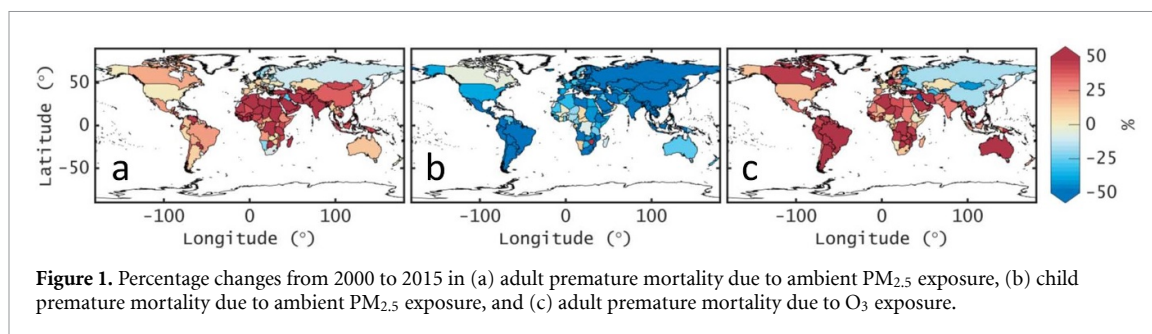 50
0
−50
Latitude (°)
a
b
c
−100 0 100
−100 0 100
−100 0 100
Longitude (°)
Longitude (°)
Longitude (°)
50
25
0
−25
−50
%
Figure 1. Percentage changes from 2000 to 2015 in (a) adult premature mortality due to ambient PM2.5 exposure, (b) child
premature mortality due to ambient PM2.5 exposure, and (c) adult premature mortality due to O3 exposure.